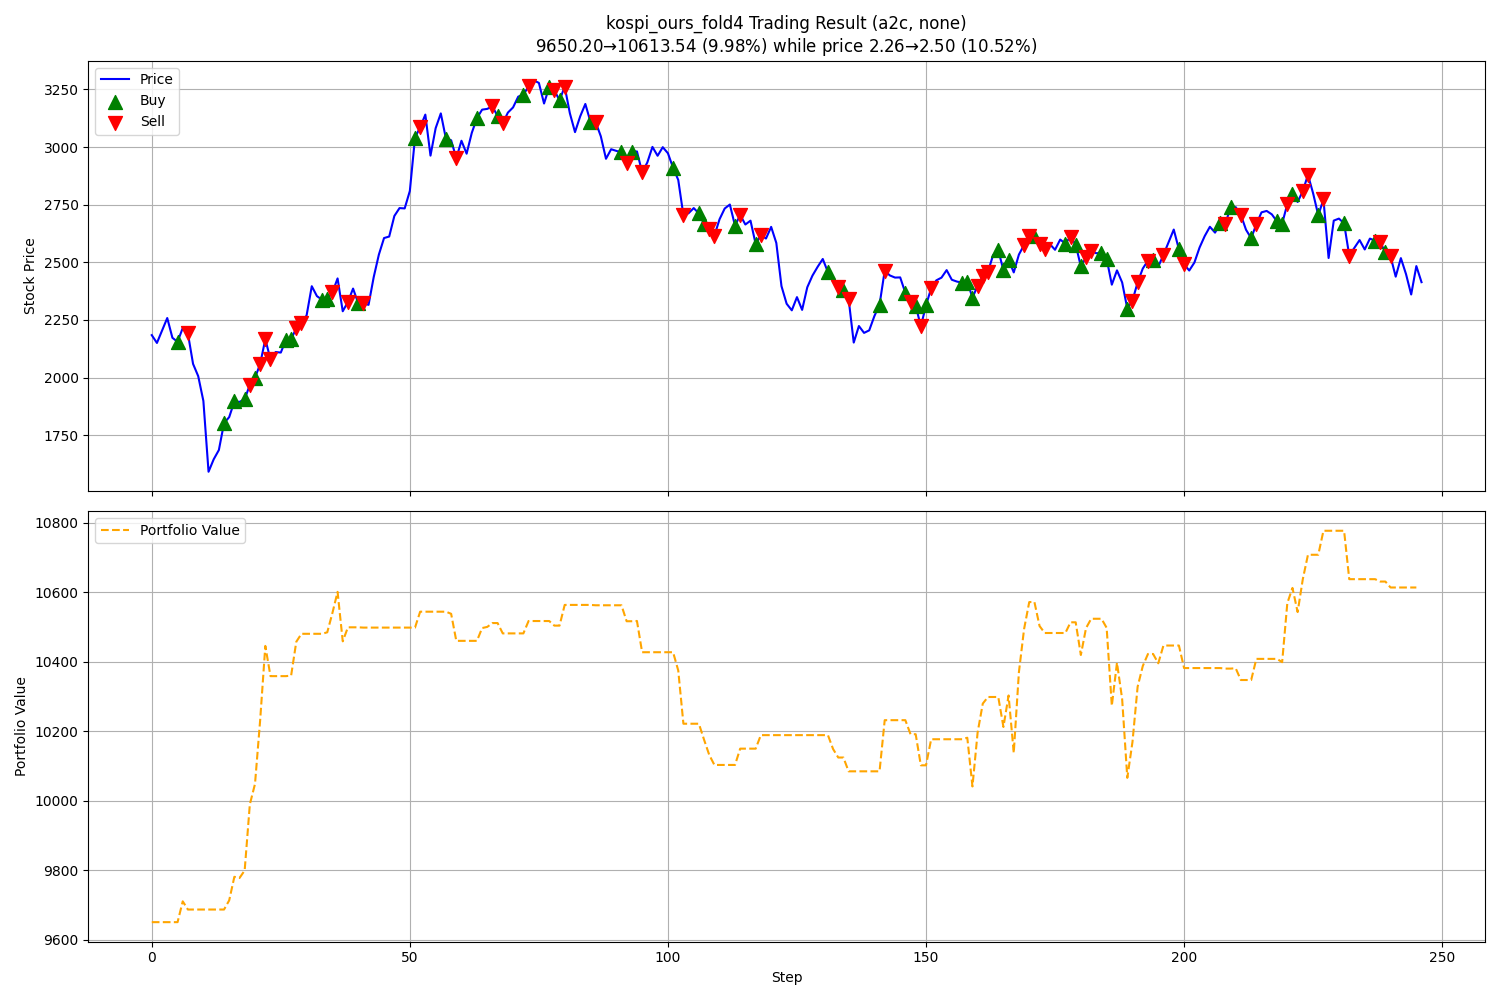 kospi_ours_fold4 Trading Result (a2c, none)
9650.20→10613.54 (9.98%) while price 2.26→2.50 (10.52%)
Price
Buy
Sell
Stock Price
3250
3000
2750
2500
2250
2000
1750
Portfolio Value
Portfolio Value
10800
10600
10400
10200
10000
9800
9600
0
50
100
150
200
250
Step